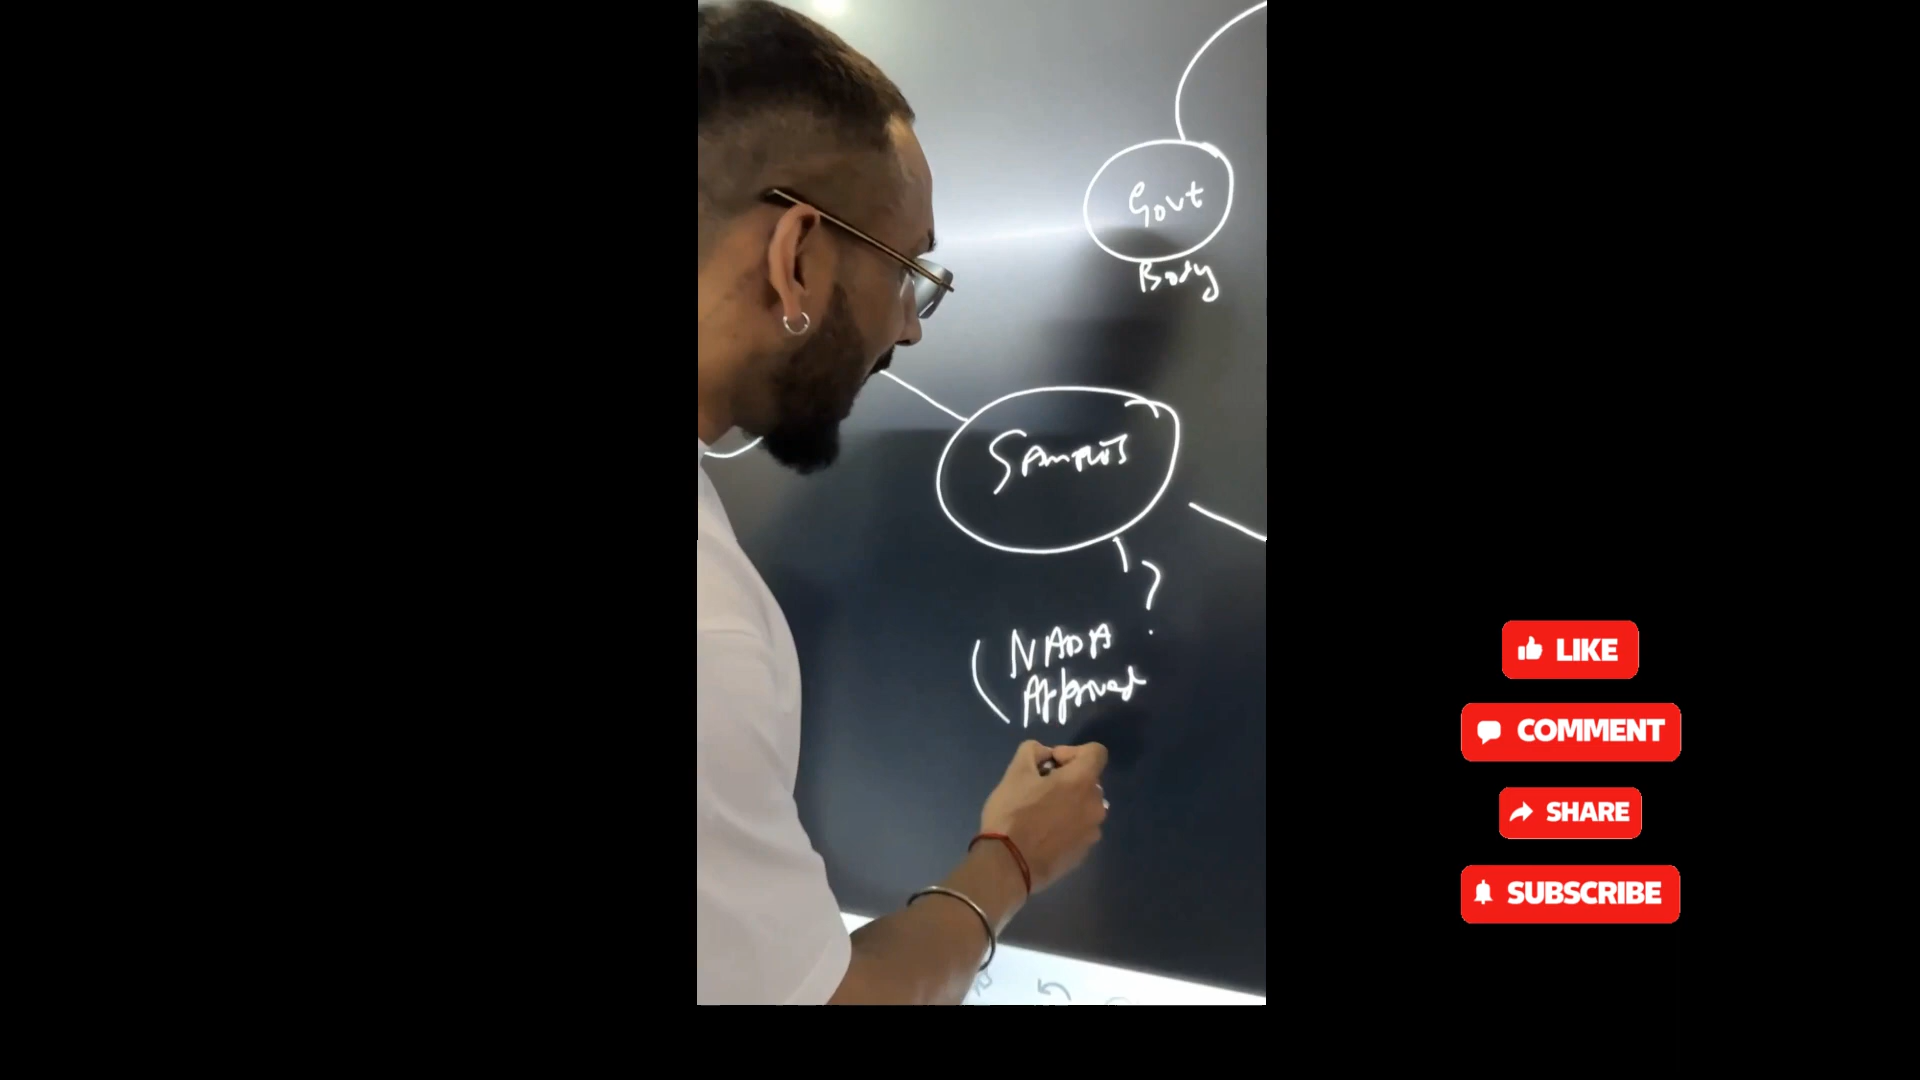 Govt
Body
SAMPLES
?
(NADA
Approved
LIKE
COMMENT
SHARE
SUBSCRIBE